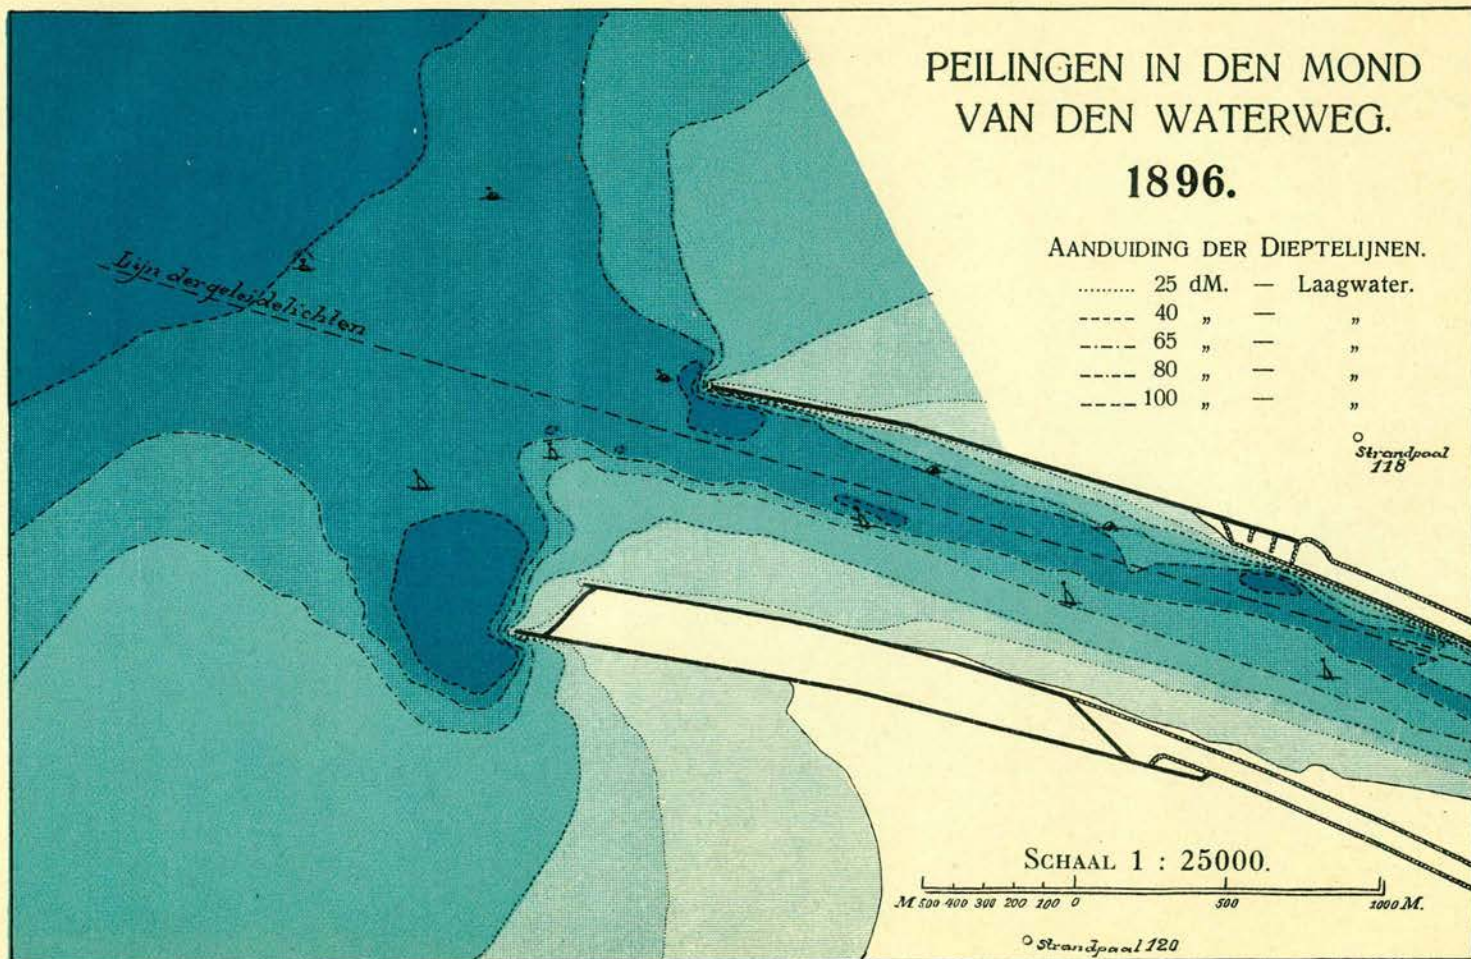 PEILINGEN IN DEN MOND
VAN DEN WATERWEG.
1896.
AANDUIDING DER DIEPTELIJNEN.
.......... 25 dM. — Laagwater.
----- 40 „ — „
-·-·-·- 65 „ — „
-·-·-·- 80 „ — „
----- 100 „ — „
Lijn der geleidelichten
Strandpaal
118
SCHAAL 1 : 25000.
M 500 400 300 200 100 0 500 1000 M.
Strandpaal 120